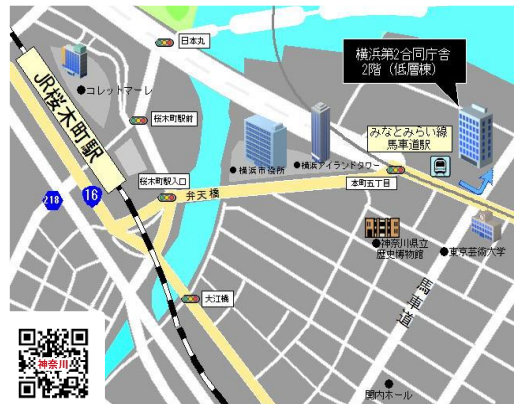 日本丸
横浜第2合同庁舎
2階（低層棟）
コレットマーレ
JR桜木町駅
桜木町駅前
みなとみらい線
馬車道駅
横浜市役所
横浜アイランドタワー
218
16
桜木町駅入口
弁天橋
本町五丁目
神奈川県立
歴史博物館
東京芸術大学
馬車道
大江橋
神奈川
関内ホール